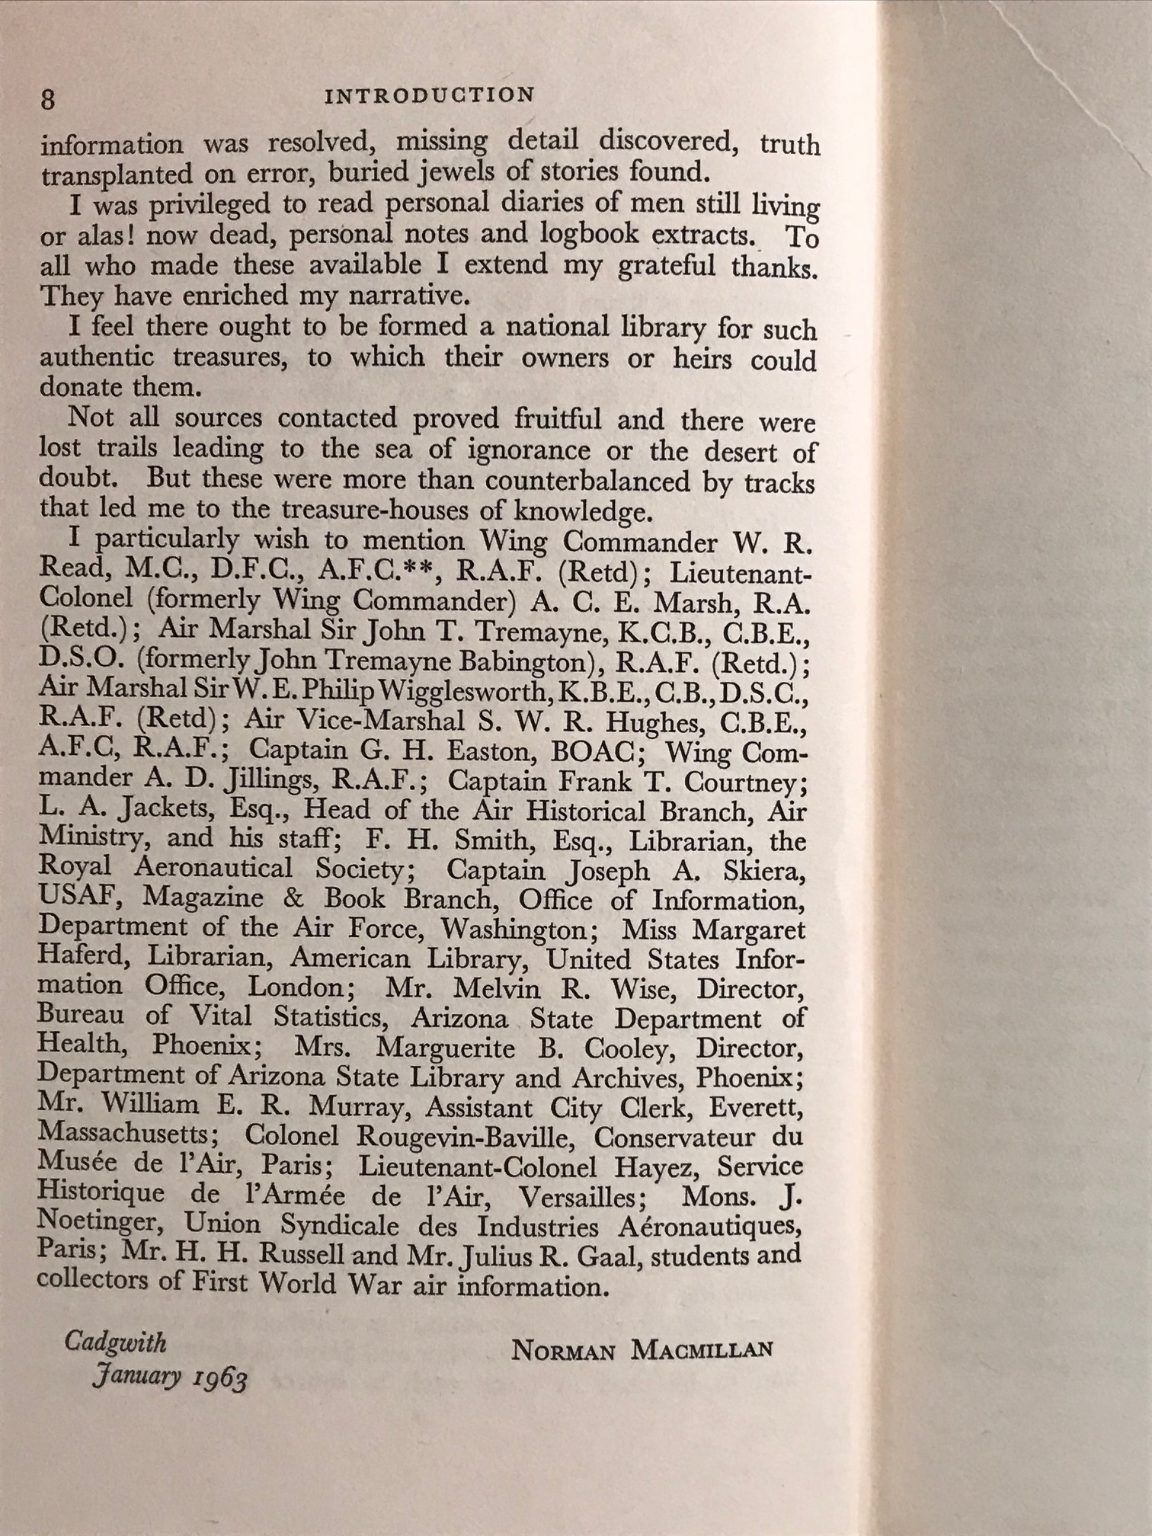 8 INTRODUCTION
information was resolved, missing detail discovered, truth
transplanted on error, buried jewels of stories found.
I was privileged to read personal diaries of men still living
or alas! now dead, personal notes and logbook extracts. To
all who made these available I extend my grateful thanks.
They have enriched my narrative.
I feel there ought to be formed a national library for such
authentic treasures, to which their owners or heirs could
donate them.
Not all sources contacted proved fruitful and there were
lost trails leading to the sea of ignorance or the desert of
doubt. But these were more than counterbalanced by tracks
that led me to the treasure-houses of knowledge.
I particularly wish to mention Wing Commander W. R.
Read, M.C., D.F.C., A.F.C.**, R.A.F. (Retd); Lieutenant-
Colonel (formerly Wing Commander) A. C. E. Marsh, R.A.
(Retd.); Air Marshal Sir John T. Tremayne, K.C.B., C.B.E.,
D.S.O. (formerly John Tremayne Babington), R.A.F. (Retd.);
Air Marshal Sir W. E. Philip Wigglesworth, K.B.E., C.B., D.S.C.,
R.A.F. (Retd); Air Vice-Marshal S. W. R. Hughes, C.B.E.,
A.F.C, R.A.F.; Captain G. H. Easton, BOAC; Wing Com-
mander A. D. Jillings, R.A.F.; Captain Frank T. Courtney;
L. A. Jackets, Esq., Head of the Air Historical Branch, Air
Ministry, and his staff; F. H. Smith, Esq., Librarian, the
Royal Aeronautical Society; Captain Joseph A. Skiera,
USAF, Magazine & Book Branch, Office of Information,
Department of the Air Force, Washington; Miss Margaret
Haferd, Librarian, American Library, United States Infor-
mation Office, London; Mr. Melvin R. Wise, Director,
Bureau of Vital Statistics, Arizona State Department of
Health, Phoenix; Mrs. Marguerite B. Cooley, Director,
Department of Arizona State Library and Archives, Phoenix;
Mr. William E. R. Murray, Assistant City Clerk, Everett,
Massachusetts; Colonel Rougevin-Baville, Conservateur du
Musée de l'Air, Paris; Lieutenant-Colonel Hayez, Service
Historique de l'Armée de l'Air, Versailles; Mons. J.
Noetinger, Union Syndicale des Industries Aéronautiques,
Paris; Mr. H. H. Russell and Mr. Julius R. Gaal, students and
collectors of First World War air information.
Cadgwith NORMAN MACMILLAN
January 1963